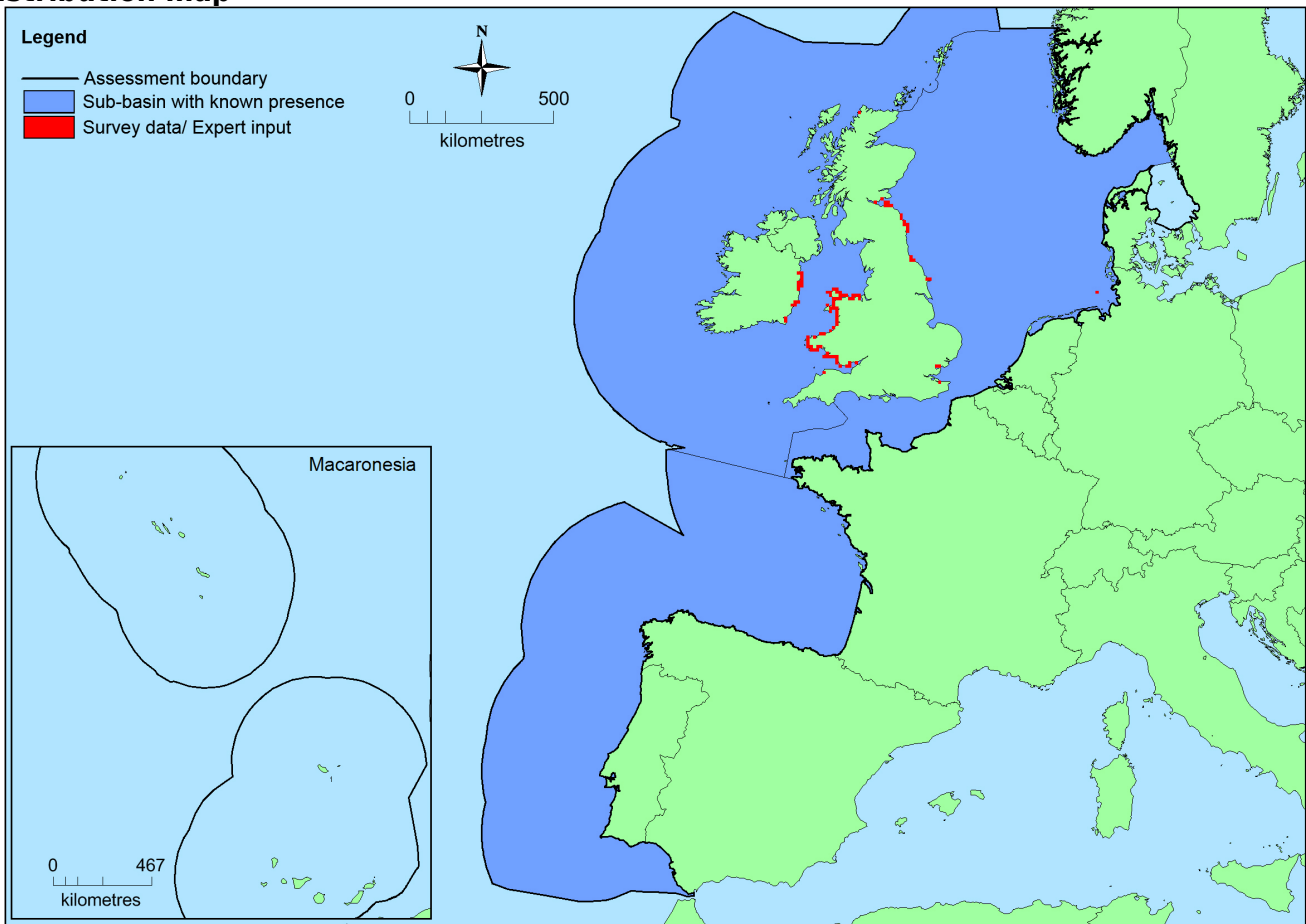 Legend
Assessment boundary
Sub-basin with known presence
Survey data/ Expert input
N
0 500
kilometres
Macaronesia
0 467
kilometres